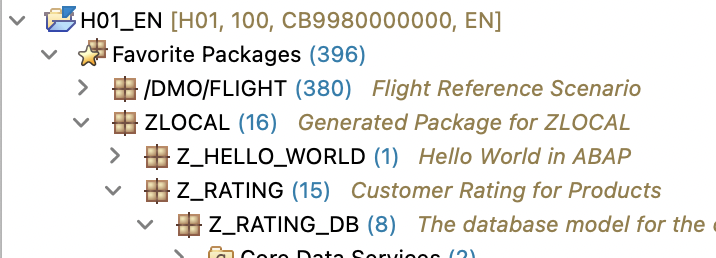 H01_EN [H01, 100, CB9980000000, EN]
Favorite Packages (396)
/DMO/FLIGHT (380) Flight Reference Scenario
ZLOCAL (16) Generated Package for ZLOCAL
Z_HELLO_WORLD (1) Hello World in ABAP
Z_RATING (15) Customer Rating for Products
Z_RATING_DB (8) The database model for the
Core Data Services (2)